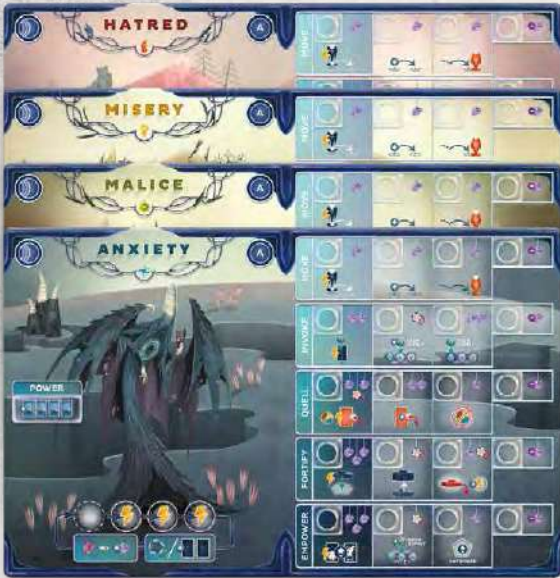 HATRED
A
MOVE
MISERY
A
MOVE
MALICE
A
MOVE
ANXIETY
A
MOVE
INVOKE
POWER
QUELL
FORTIFY
EMPOWER